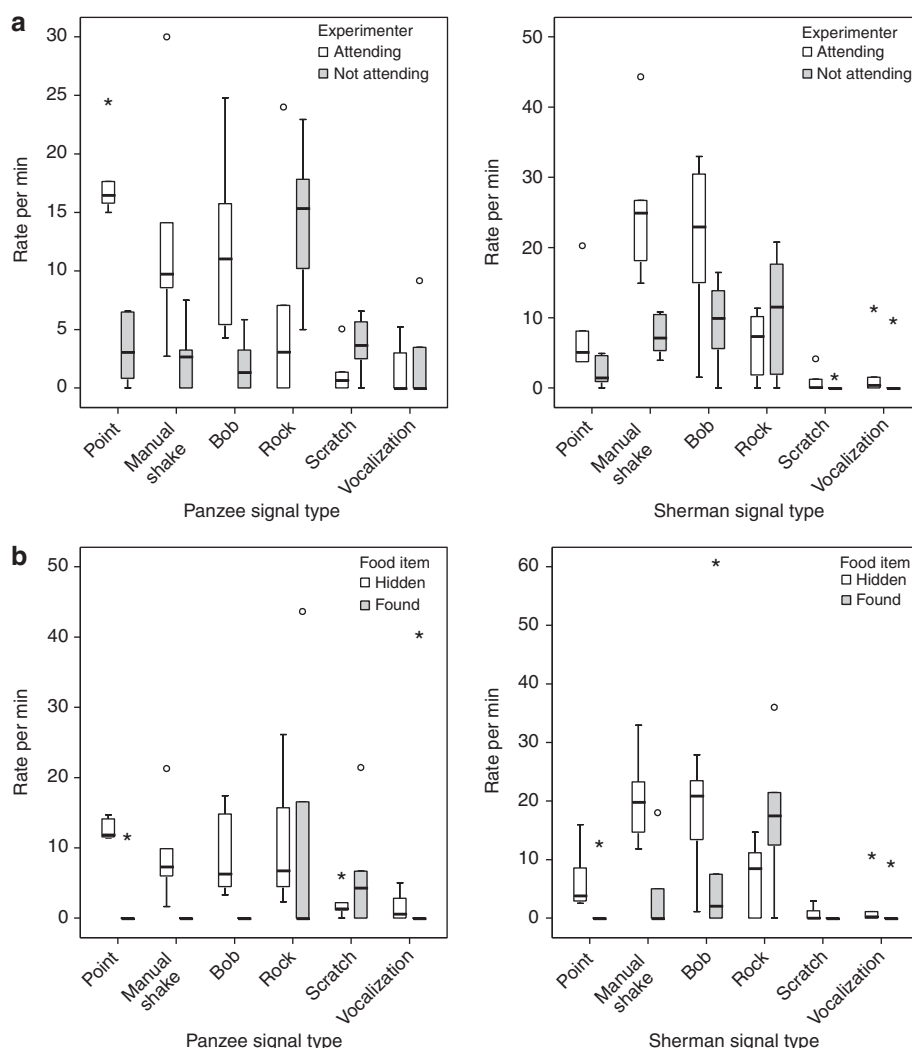 a
Experimenter
Attending
Not attending
30
25
20
15
10
5
0
Rate per min
Point
Manual
shake
Bob
Rock
Scratch
Vocalization
Panzee signal type
Experimenter
Attending
Not attending
50
40
30
20
10
0
Rate per min
Point
Manual
shake
Bob
Rock
Scratch
Vocalization
Sherman signal type
b
Food item
Hidden
Found
50
40
30
20
10
0
Rate per min
Point
Manual
shake
Bob
Rock
Scratch
Vocalization
Panzee signal type
Food item
Hidden
Found
60
50
40
30
20
10
0
Rate per min
Point
Manual
shake
Bob
Rock
Scratch
Vocalization
Sherman signal type